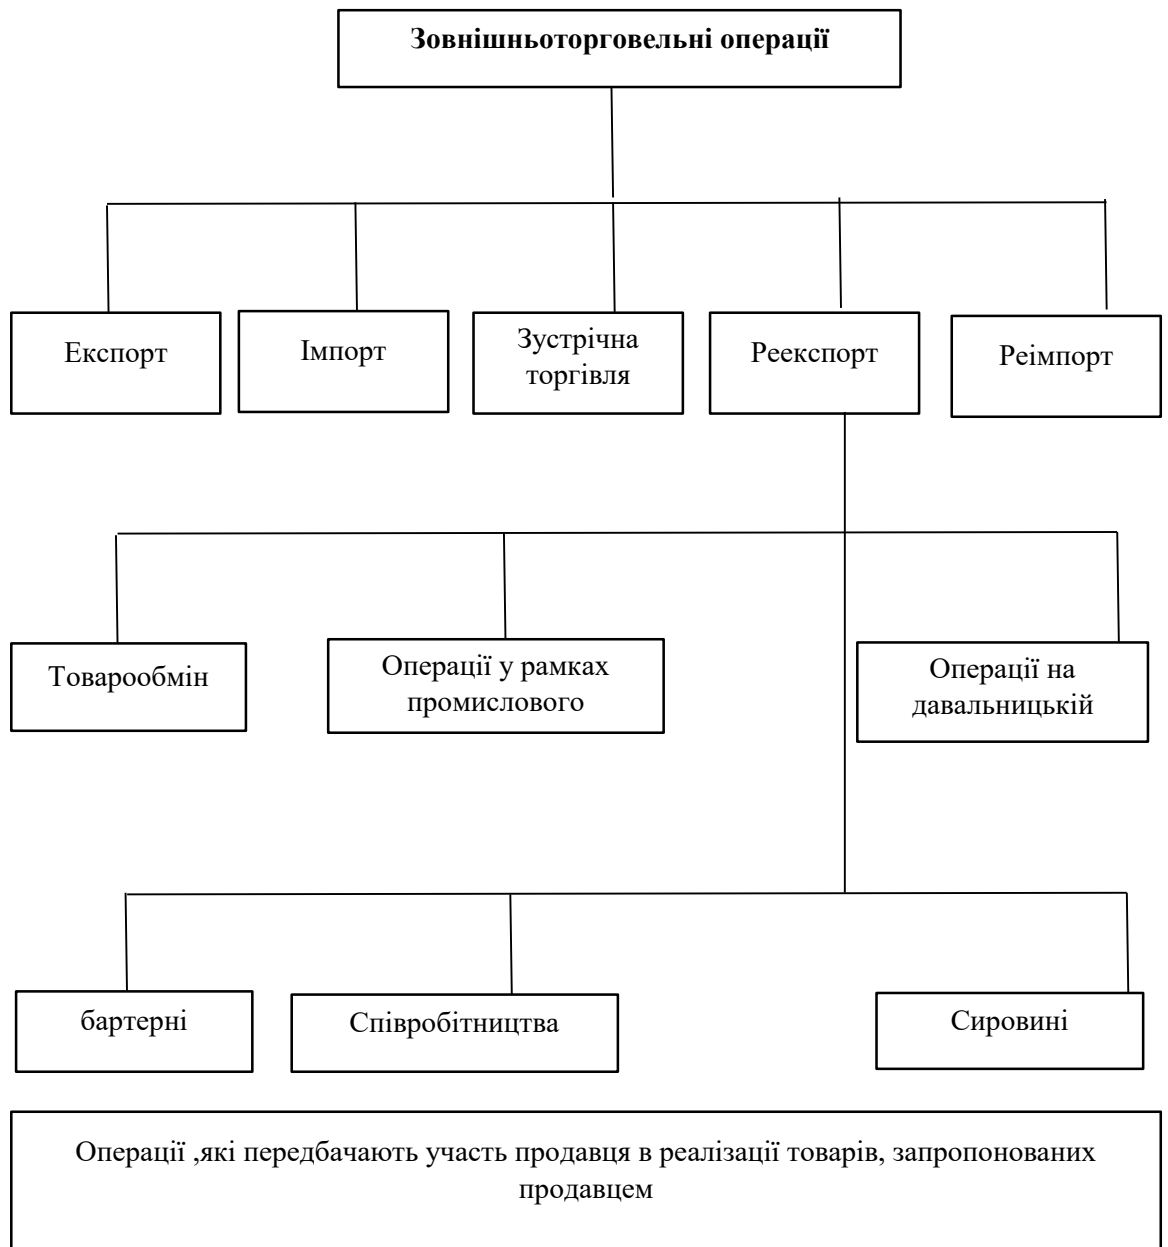 Зовнішньоторговельні операції
Експорт
Імпорт
Зустрічна
торгівля
Реекспорт
Реімпорт
Товарообмін
Операції у рамках
промислового
Операції на
давальницькій
бартерні
Співробітництва
Сировині
Операції ,які передбачають участь продавця в реалізації товарів, запропонованих
продавцем